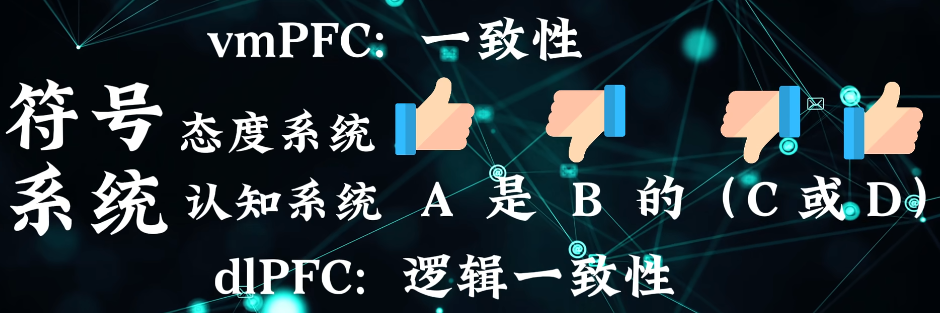 vmPFC: 一致性
符号系统
态度系统
认知系统 A 是 B 的（C 或 D）
dlPFC: 逻辑一致性